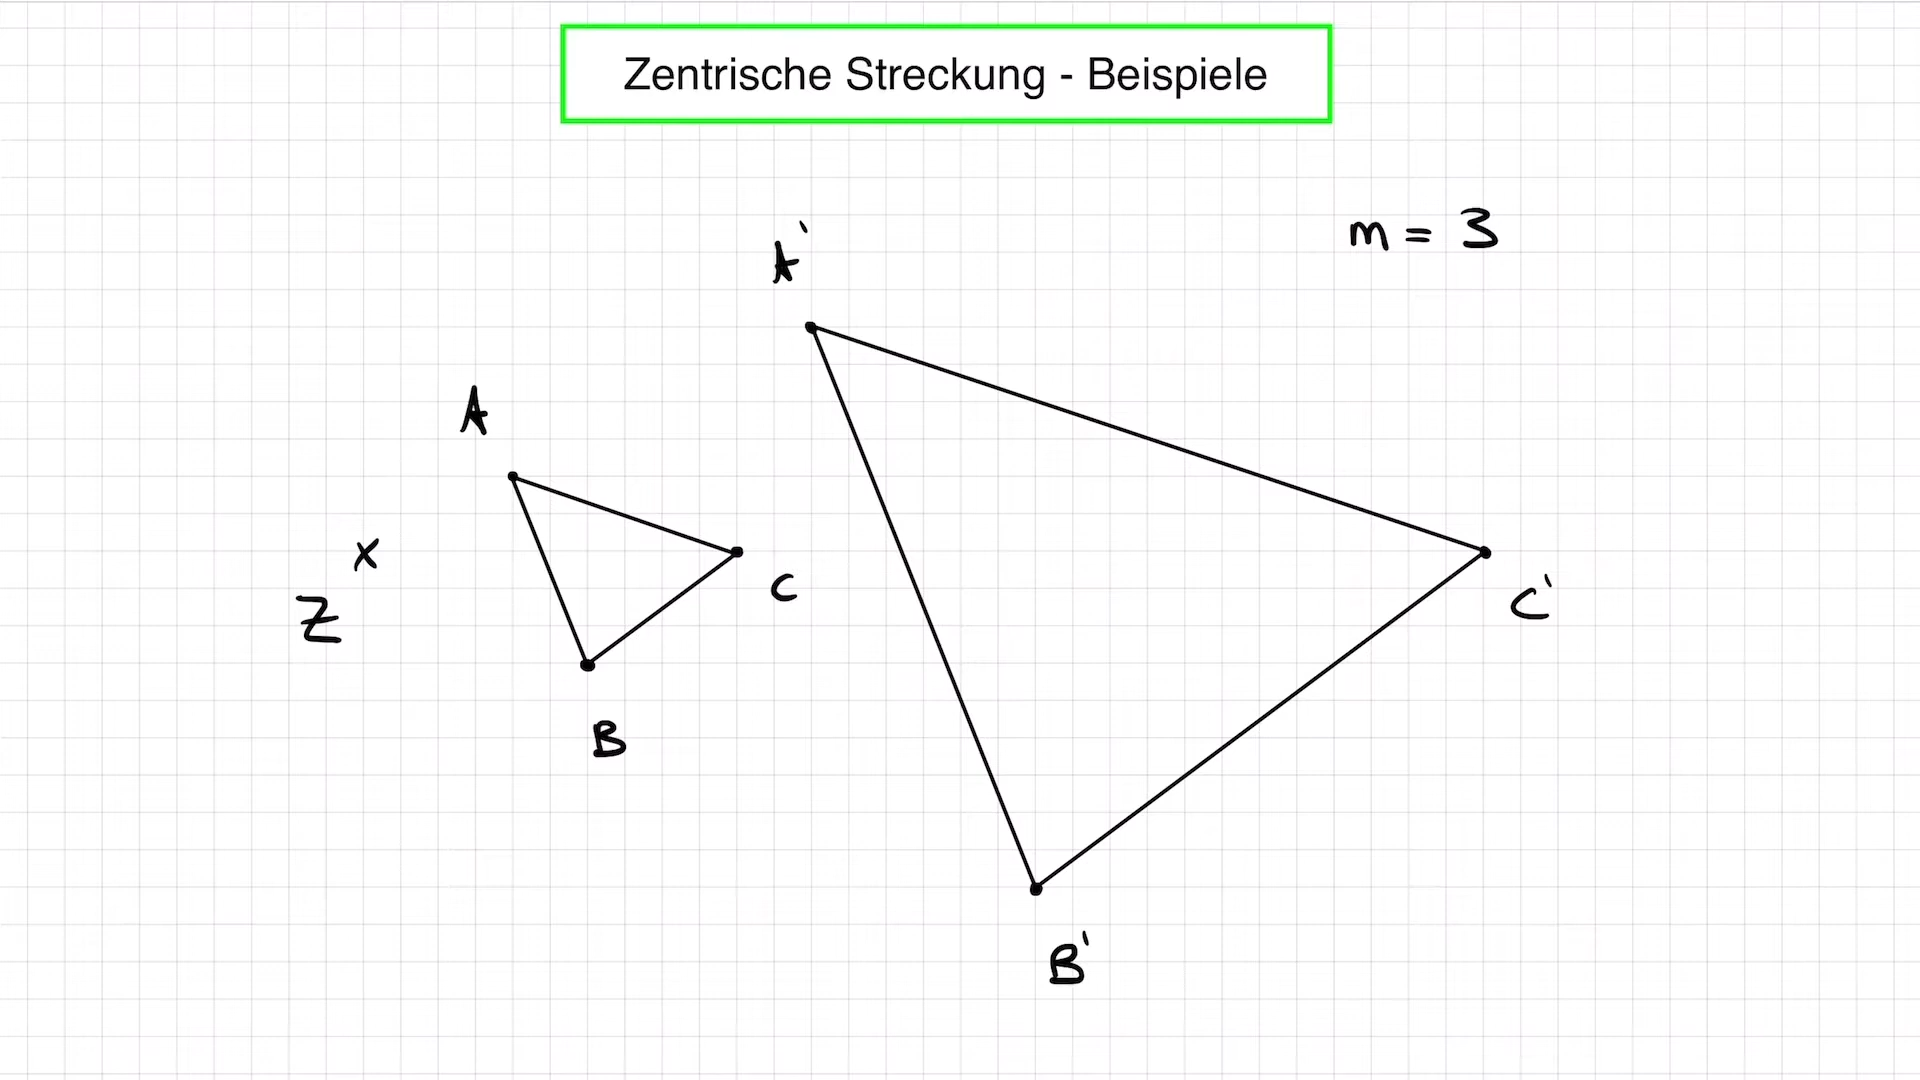 Zentrische Streckung - Beispiele
m = 3
A'
A
x
Z
C
C'
B
B'